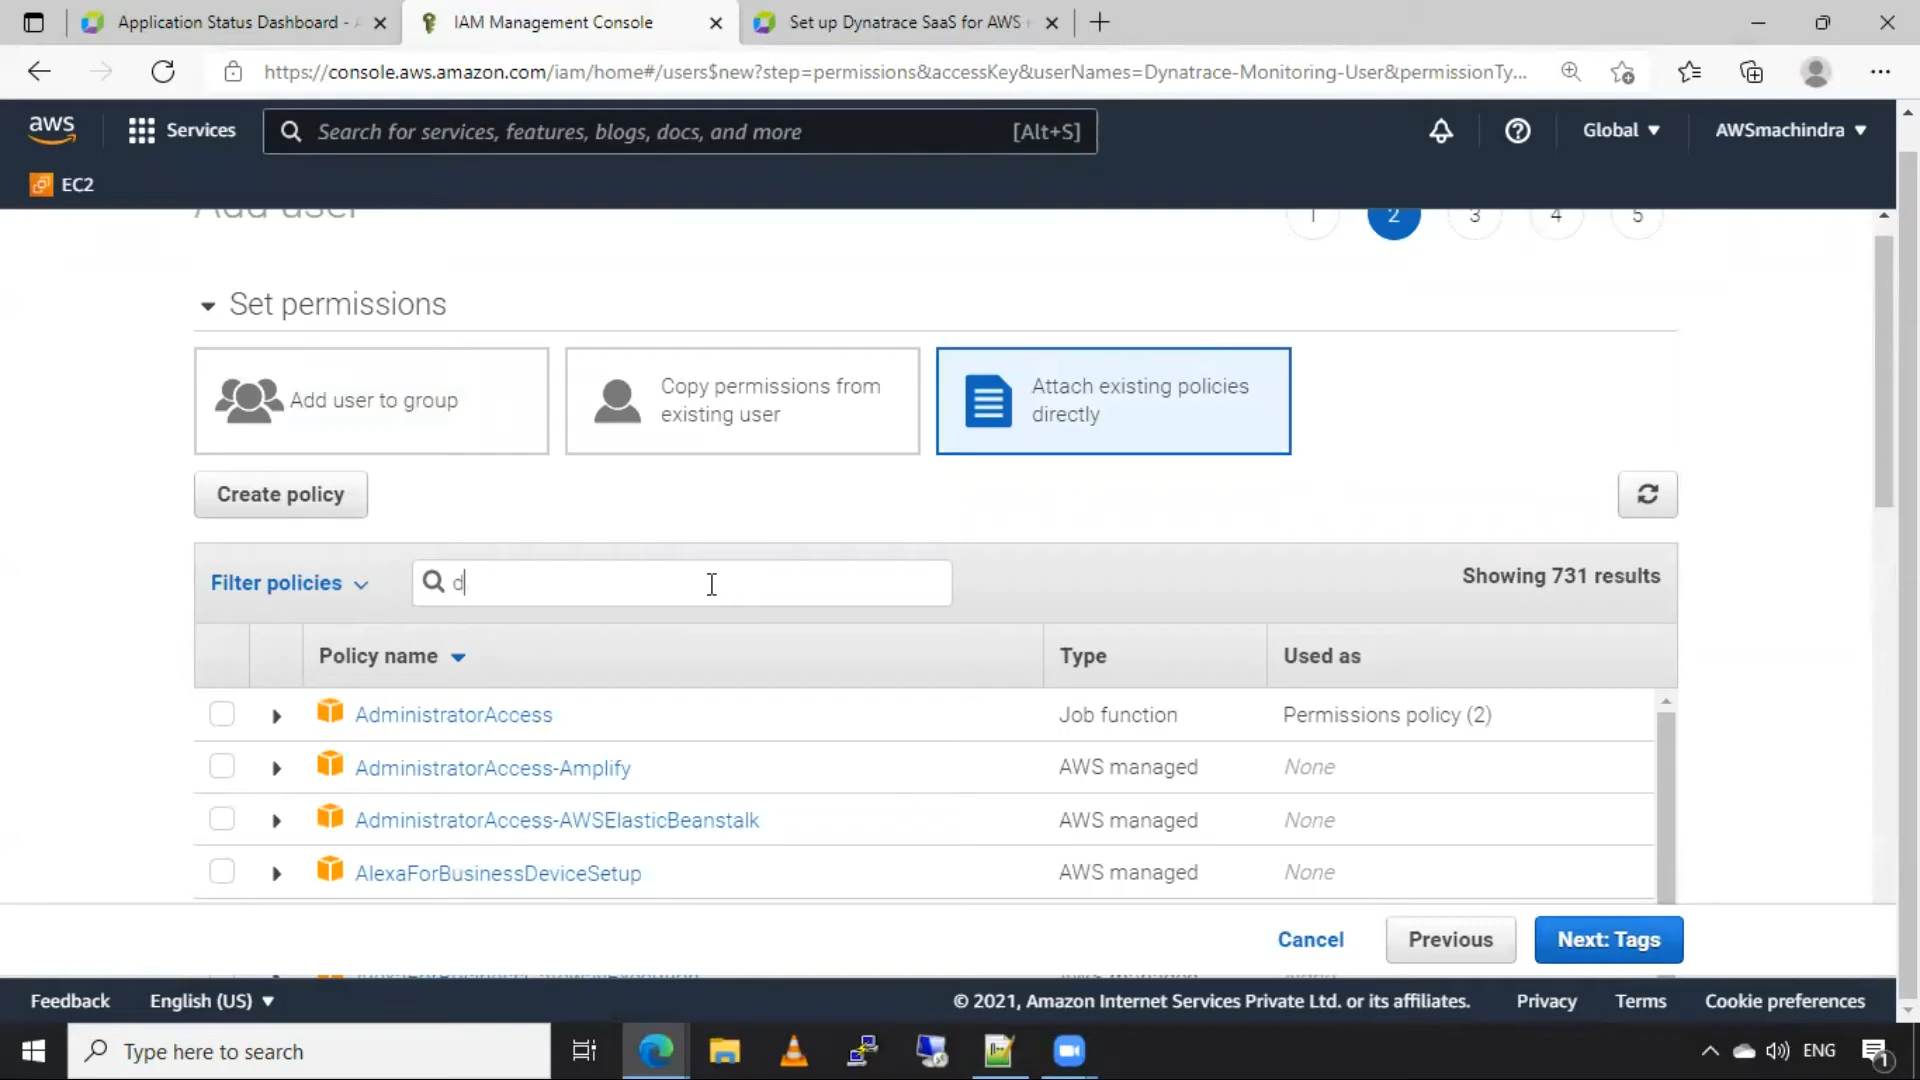 Application Status Dashboard -
IAM Management Console
Set up Dynatrace SaaS for AWS
https://console.aws.amazon.com/iam/home#/users$new?step=permissions&accessKey&userNames=Dynatrace-Monitoring-User&permissionTy...
aws
Services
Search for services, features, blogs, docs, and more
[Alt+S]
Global
AWSmachindra
EC2
Add user
1
2
3
4
5
Set permissions
Add user to group
Copy permissions from
existing user
Attach existing policies
directly
Create policy
Filter policies
d
Showing 731 results
Policy name
Type
Used as
AdministratorAccess
Job function
Permissions policy (2)
AdministratorAccess-Amplify
AWS managed
None
AdministratorAccess-AWSElasticBeanstalk
AWS managed
None
AlexaForBusinessDeviceSetup
AWS managed
None
Cancel
Previous
Next: Tags
Feedback
English (US)
© 2021, Amazon Internet Services Private Ltd. or its affiliates.
Privacy
Terms
Cookie preferences
Type here to search
ENG
1